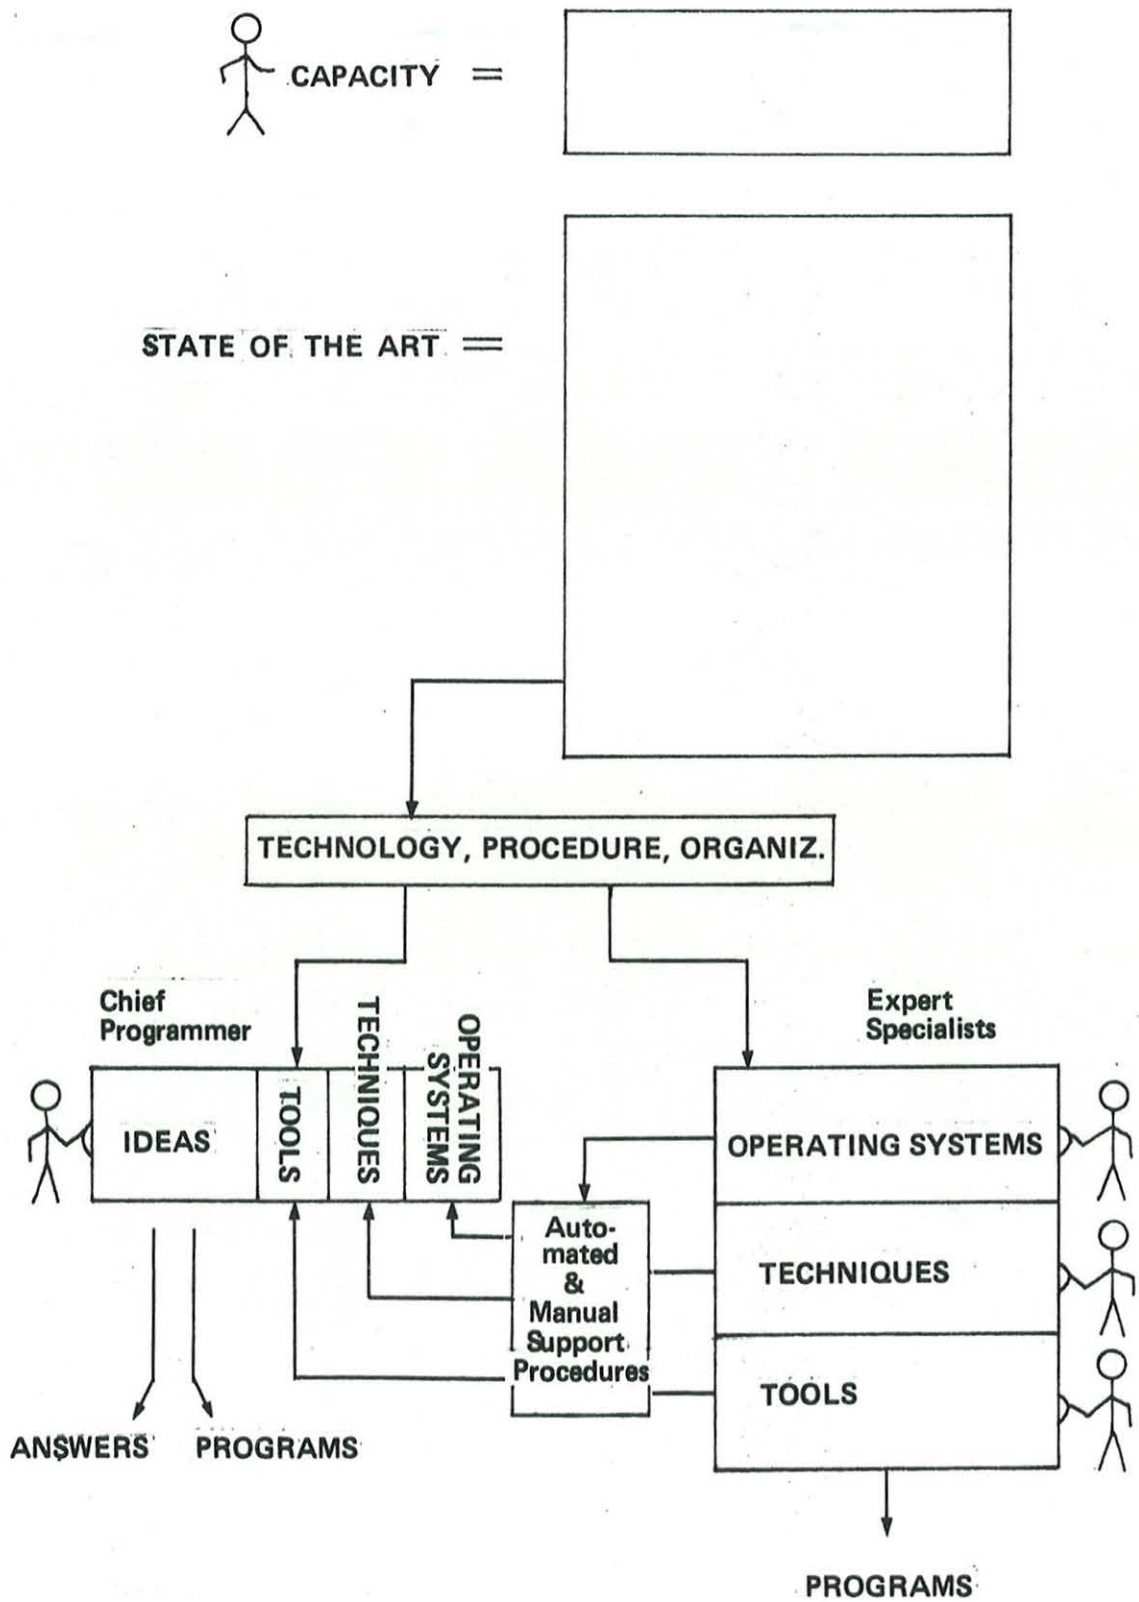 CAPACITY =
STATE OF THE ART =
TECHNOLOGY, PROCEDURE, ORGANIZ.
Chief
Programmer
Expert
Specialists
IDEAS
TOOLS
TECHNIQUES
OPERATING
SYSTEMS
OPERATING SYSTEMS
TECHNIQUES
TOOLS
Auto-
mated
&
Manual
Support
Procedures
ANSWERS
PROGRAMS
PROGRAMS